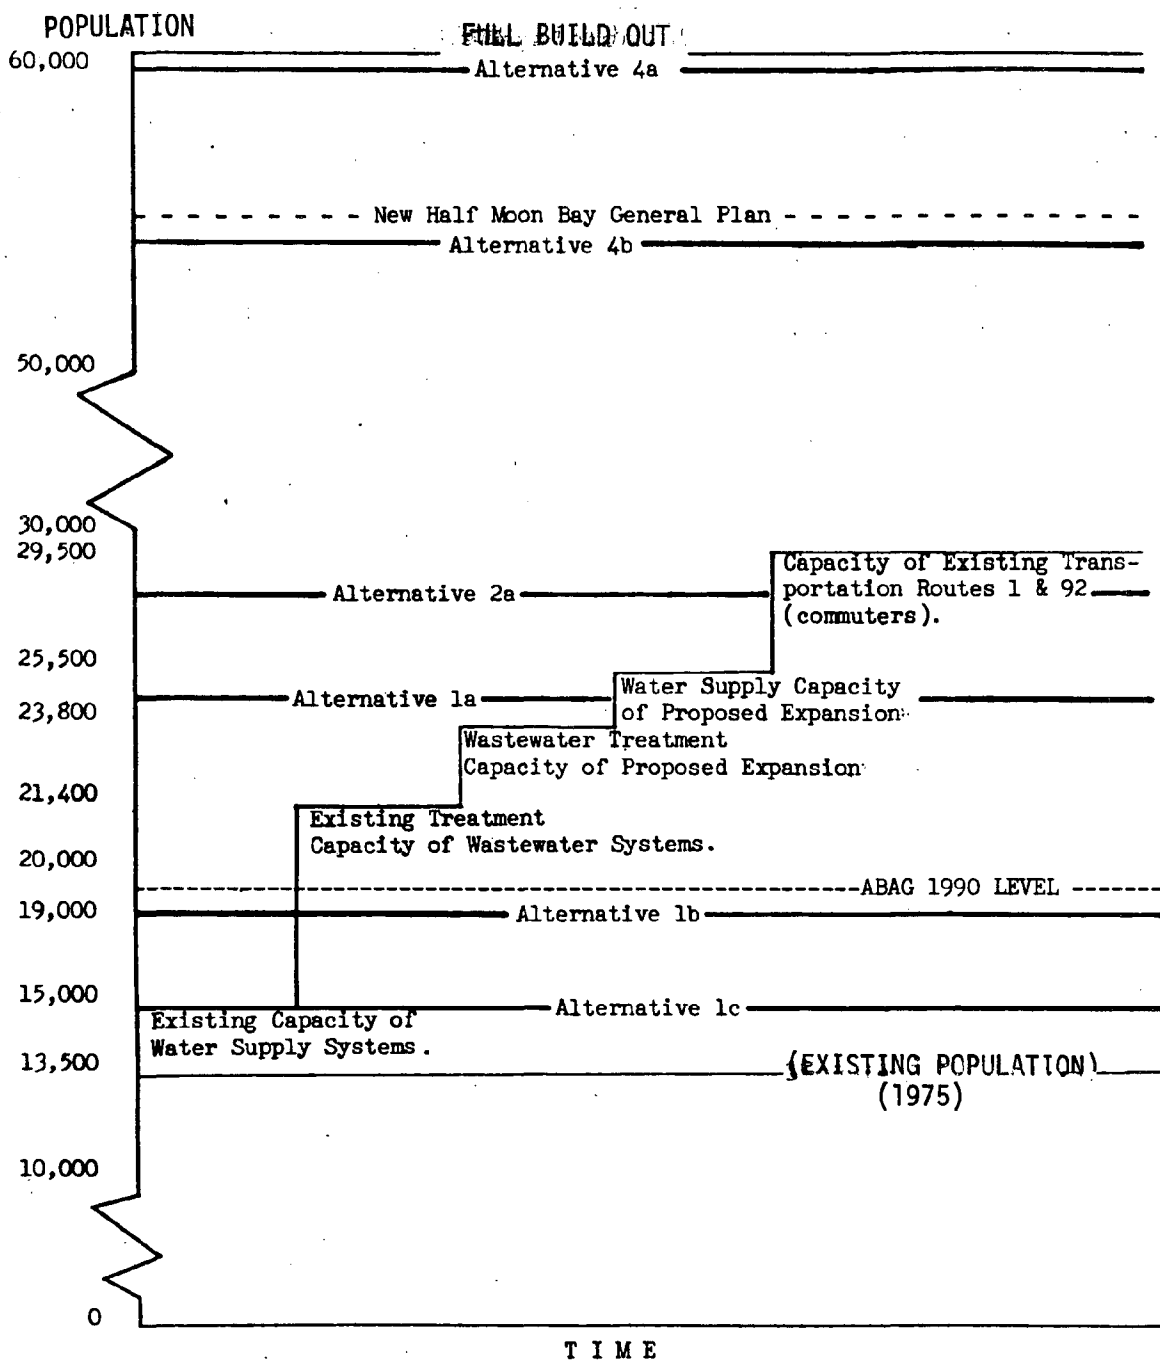 POPULATION
FULL BUILD OUT
60,000
Alternative 4a
New Half Moon Bay General Plan
Alternative 4b
50,000
30,000
29,500
Capacity of Existing Trans-
portation Routes 1 & 92
(commuters).
Alternative 2a
25,500
Water Supply Capacity
of Proposed Expansion
Alternative 1a
23,800
Wastewater Treatment
Capacity of Proposed Expansion
21,400
Existing Treatment
Capacity of Wastewater Systems.
20,000
ABAG 1990 LEVEL
19,000
Alternative 1b
15,000
Alternative 1c
Existing Capacity of
Water Supply Systems.
13,500
(EXISTING POPULATION)
(1975)
10,000
0
TIME